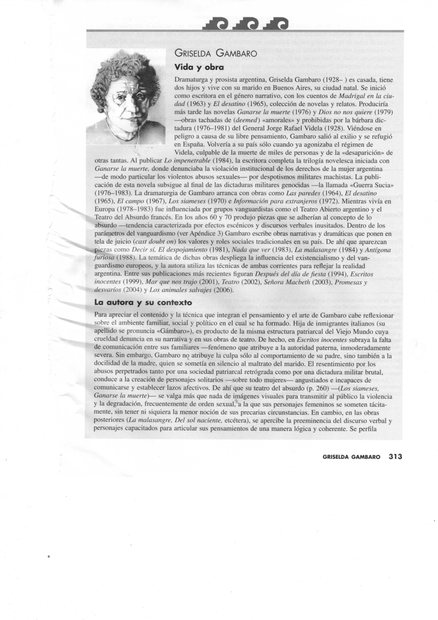 GRISELDA GAMBARO
Vida y obra
Dramaturga y prosista argentina, Griselda Gambaro (1928– ) es casada, tiene
dos hijos y vive con su marido en Buenos Aires, su ciudad natal. Se inició
como escritora en el género narrativo, con los cuentos de Madrigal en la ciu-
dad (1963) y El desatino (1965), colección de novelas y relatos. Produciría
más tarde las novelas Ganarse la muerte (1976) y Dios no nos quiere (1979)
—obras tachadas de (deemed) «amorales» y prohibidas por la bárbara dic-
tadura (1976–1981) del General Jorge Rafael Videla (1928). Viéndose en
peligro a causa de su libre pensamiento, Gambaro salió al exilio y se refugió
en España. Volvería a su país sólo cuando ya agonizaba el régimen de
Videla, culpable de la muerte de miles de personas y de la «desaparición» de
otras tantas. Al publicar Lo impenetrable (1984), la escritora completa la trilogía novelesca iniciada con
Ganarse la muerte, donde denunciaba la violación institucional de los derechos de la mujer argentina
—de modo particular los violentos abusos sexuales— por despotismos militares machistas. La publi-
cación de esta novela subsigue al final de las dictaduras militares genocidas —la llamada «Guerra Sucia»
(1976–1983). La dramaturgia de Gambaro arranca con obras como Las paredes (1964), El desatino
(1965), El campo (1967), Los siameses (1970) e Información para extranjeros (1972). Mientras vivía en
Europa (1978–1983) fue influenciada por grupos vanguardistas como el Teatro Abierto argentino y el
Teatro del Absurdo francés. En los años 60 y 70 produjo piezas que se adherían al concepto de lo
absurdo —tendencia caracterizada por efectos escénicos y discursos verbales inusitados. Dentro de los
parámetros del vanguardismo (ver Apéndice 3) Gambaro escribe obras narrativas y dramáticas que ponen en
tela de juicio (cast doubt on) los valores y roles sociales tradicionales en su país. De ahí que aparezcan
piezas como Decir sí, El despojamiento (1981), Nada que ver (1983), La malasangre (1984) y Antígona
furiosa (1988). La temática de dichas obras despliega la influencia del existencialismo y del van-
guardismo europeos, y la autora utiliza las técnicas de ambas corrientes para reflejar la realidad
argentina. Entre sus publicaciones más recientes figuran Después del día de fiesta (1994), Escritos
inocentes (1999), Mar que nos trajo (2001), Teatro (2002), Señora Macbeth (2003), Promesas y
desvaríos (2004) y Los animales salvajes (2006).
La autora y su contexto
Para apreciar el contenido y la técnica que integran el pensamiento y el arte de Gambaro cabe reflexionar
sobre el ambiente familiar, social y político en el cual se ha formado. Hija de inmigrantes italianos (su
apellido se pronuncia «Gámbaro»), es producto de la misma estructura patriarcal del Viejo Mundo cuya
crueldad denuncia en su narrativa y en sus obras de teatro. De hecho, en Escritos inocentes subraya la falta
de comunicación entre sus familiares —fenómeno que atribuye a la autoridad paterna, inmoderadamente
severa. Sin embargo, Gambaro no atribuye la culpa sólo al comportamiento de su padre, sino también a la
docilidad de la madre, quien se sometía en silencio al maltrato del marido. El resentimiento por los
abusos perpetrados tanto por una sociedad patriarcal retrógrada como por una dictadura militar brutal,
conduce a la creación de personajes solitarios —sobre todo mujeres— angustiados e incapaces de
comunicarse y establecer lazos afectivos. De ahí que su teatro del absurdo (p. 260) —(Los siameses,
Ganarse la muerte)— se valga más que nada de imágenes visuales para transmitir al público la violencia
y la degradación, frecuentemente de orden sexual, a la que sus personajes femeninos se someten tácita-
mente, sin tener ni siquiera la menor noción de sus precarias circunstancias. En cambio, en las obras
posteriores (La malasangre, Del sol naciente, etcétera), se apercibe la preeminencia del discurso verbal y
personajes capacitados para articular sus pensamientos de una manera lógica y coherente. Se perfila
GRISELDA GAMBARO 313